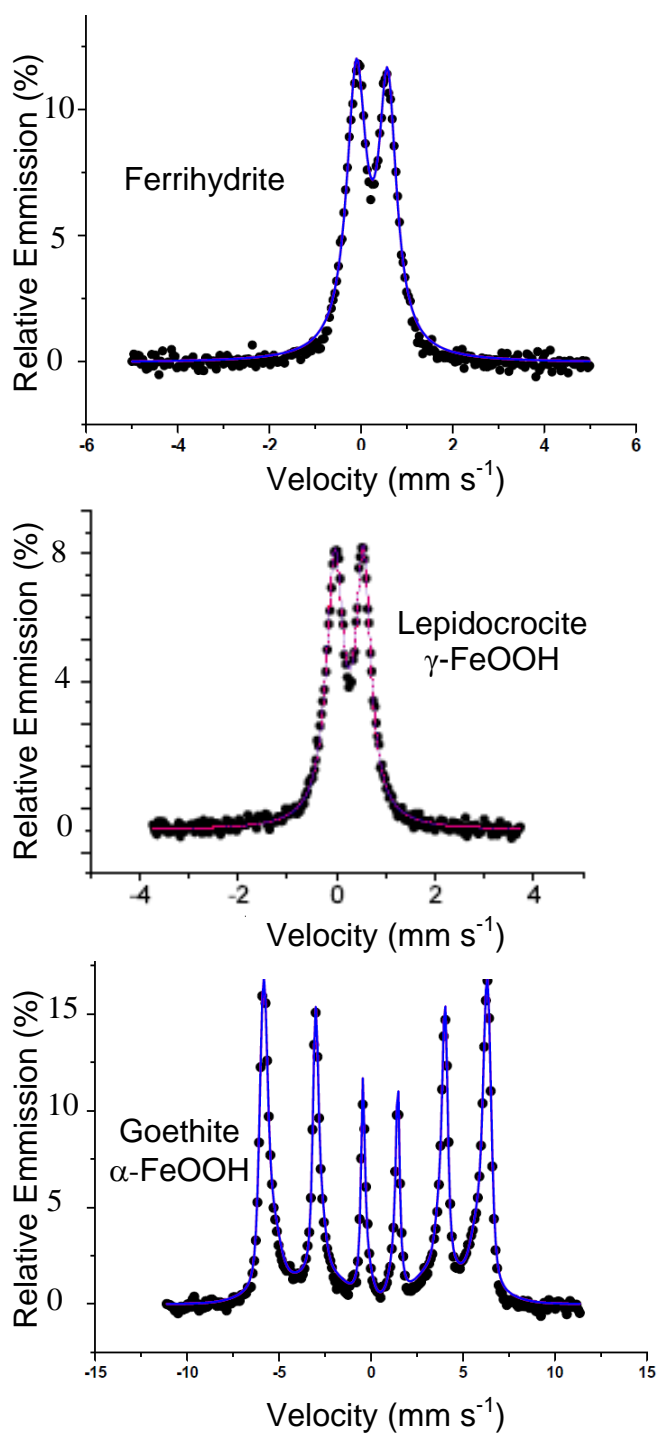 Relative Emmission (%)
10
5
0
Ferrihydrite
-6 -4 -2 0 2 4 6
Velocity (mm s-1)
Relative Emmission (%)
8
4
0
Lepidocrocite
γ-FeOOH
-4 -2 0 2 4
Velocity (mm s-1)
Relative Emmission (%)
15
10
5
0
Goethite
α-FeOOH
-15 -10 -5 0 5 10 15
Velocity (mm s-1)